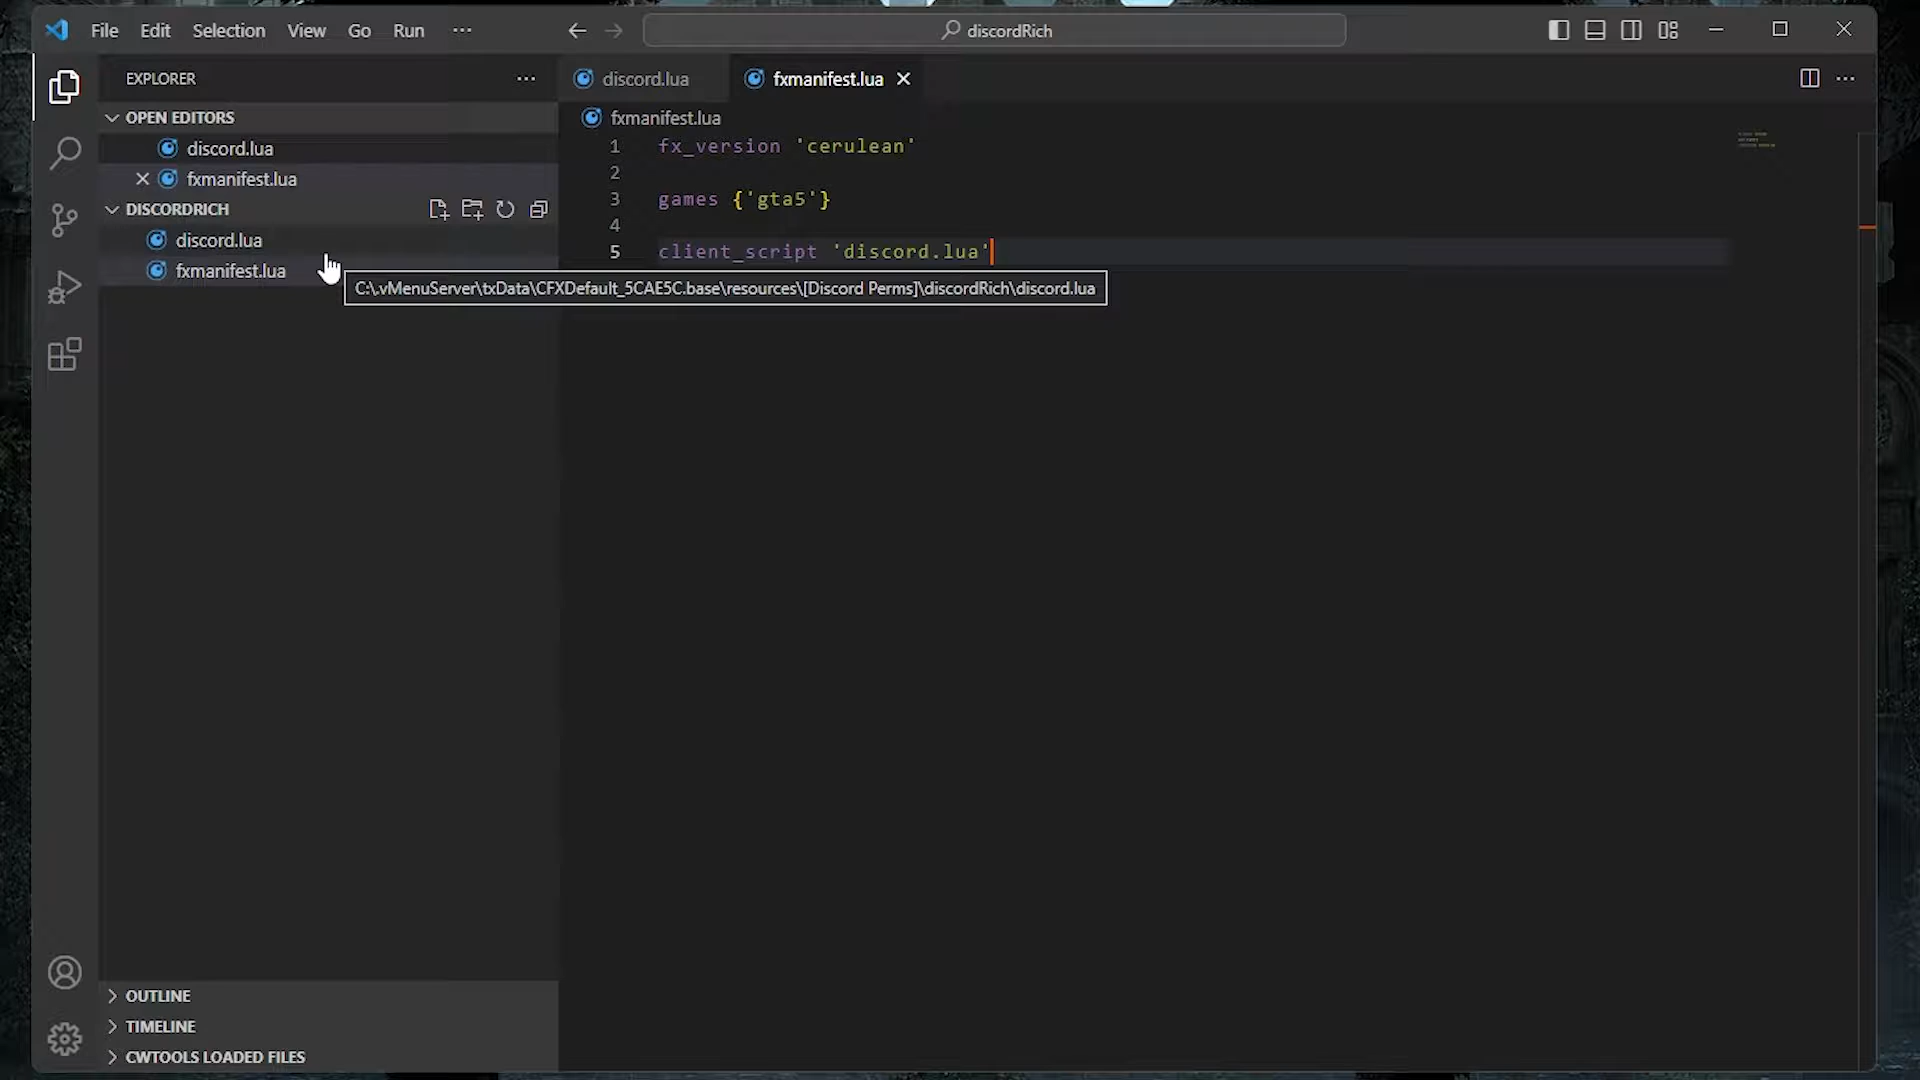 File Edit Selection View Go Run ···
discordRich
EXPLORER
discord.lua
fxmanifest.lua
OPEN EDITORS
fxmanifest.lua
discord.lua
fxmanifest.lua
DISCORDRICH
discord.lua
fxmanifest.lua
1 fx_version 'cerulean'
2
3 games {'gta5'}
4
5 client_script 'discord.lua'
C:\.vMenuServer\txData\CFXDefault_5CAE5C.base\resources\[Discord Perms]\discordRich\discord.lua
OUTLINE
TIMELINE
CWTOOLS LOADED FILES